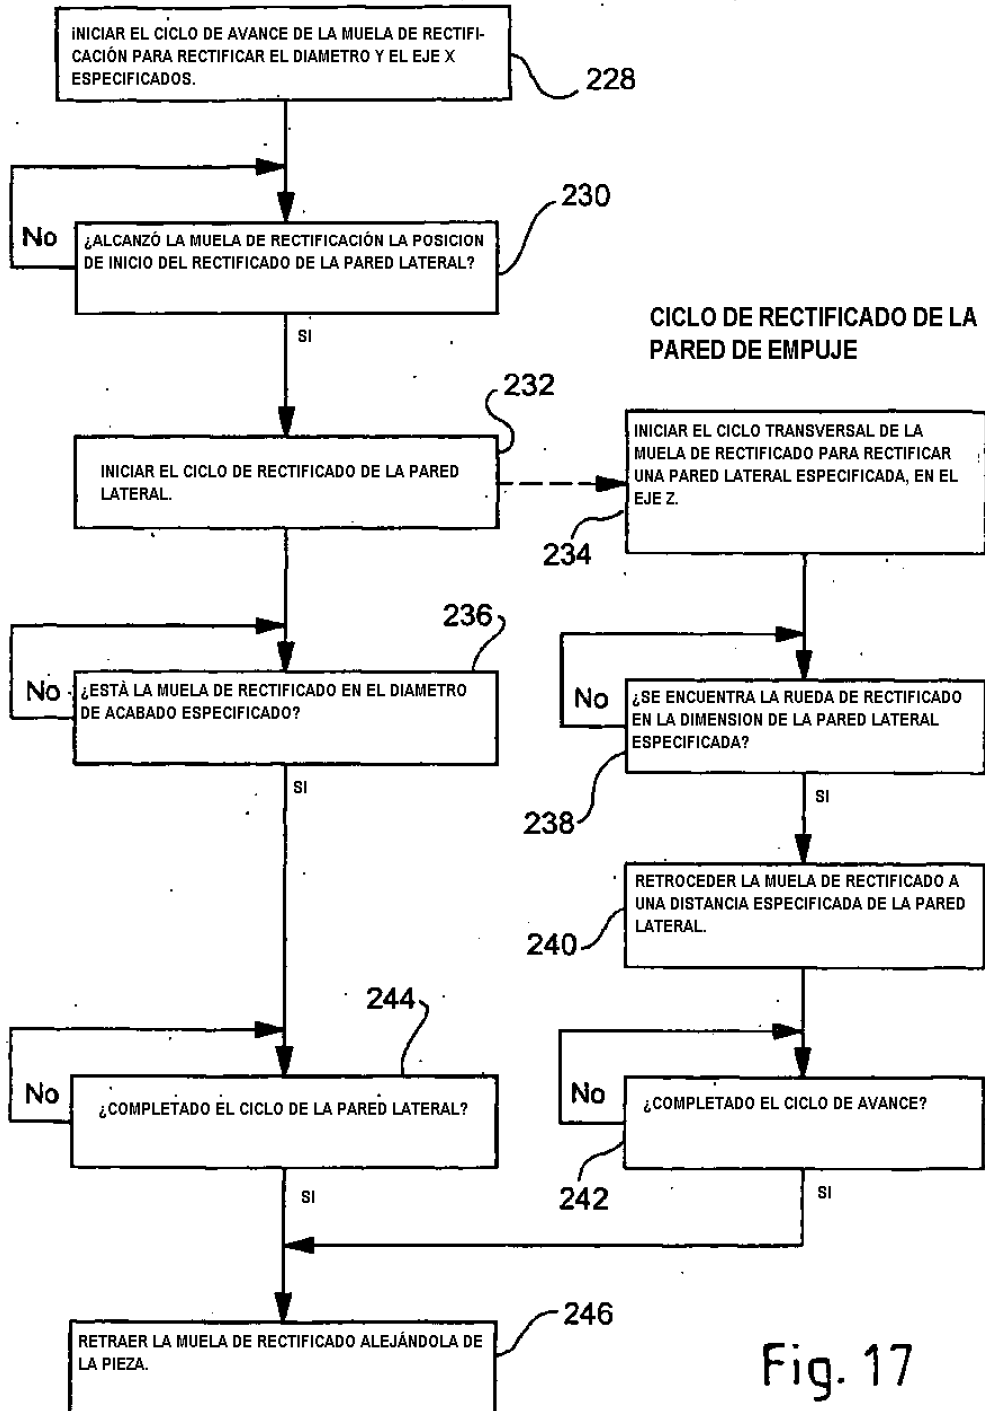 INICIAR EL CICLO DE AVANCE DE LA MUELA DE RECTIFI-
CACIÓN PARA RECTIFICAR EL DIAMETRO Y EL EJE X
ESPECIFICADOS.
228
No
¿ALCANZÓ LA MUELA DE RECTIFICACIÓN LA POSICION
DE INICIO DEL RECTIFICADO DE LA PARED LATERAL?
230
SI
CICLO DE RECTIFICADO DE LA
PARED DE EMPUJE
232
INICIAR EL CICLO DE RECTIFICADO DE LA PARED
LATERAL.
INICIAR EL CICLO TRANSVERSAL DE LA
MUELA DE RECTIFICADO PARA RECTIFICAR
UNA PARED LATERAL ESPECIFICADA, EN EL
EJE Z.
234
236
No
¿ESTÀ LA MUELA DE RECTIFICADO EN EL DIAMETRO
DE ACABADO ESPECIFICADO?
SI
No
¿SE ENCUENTRA LA RUEDA DE RECTIFICADO
EN LA DIMENSION DE LA PARED LATERAL
ESPECIFICADA?
238
SI
RETROCEDER LA MUELA DE RECTIFICADO A
UNA DISTANCIA ESPECIFICADA DE LA PARED
LATERAL.
240
244
No
¿COMPLETADO EL CICLO DE LA PARED LATERAL?
SI
No
¿COMPLETADO EL CICLO DE AVANCE?
242
SI
RETRAER LA MUELA DE RECTIFICADO ALEJÁNDOLA DE
LA PIEZA.
246
Fig. 17